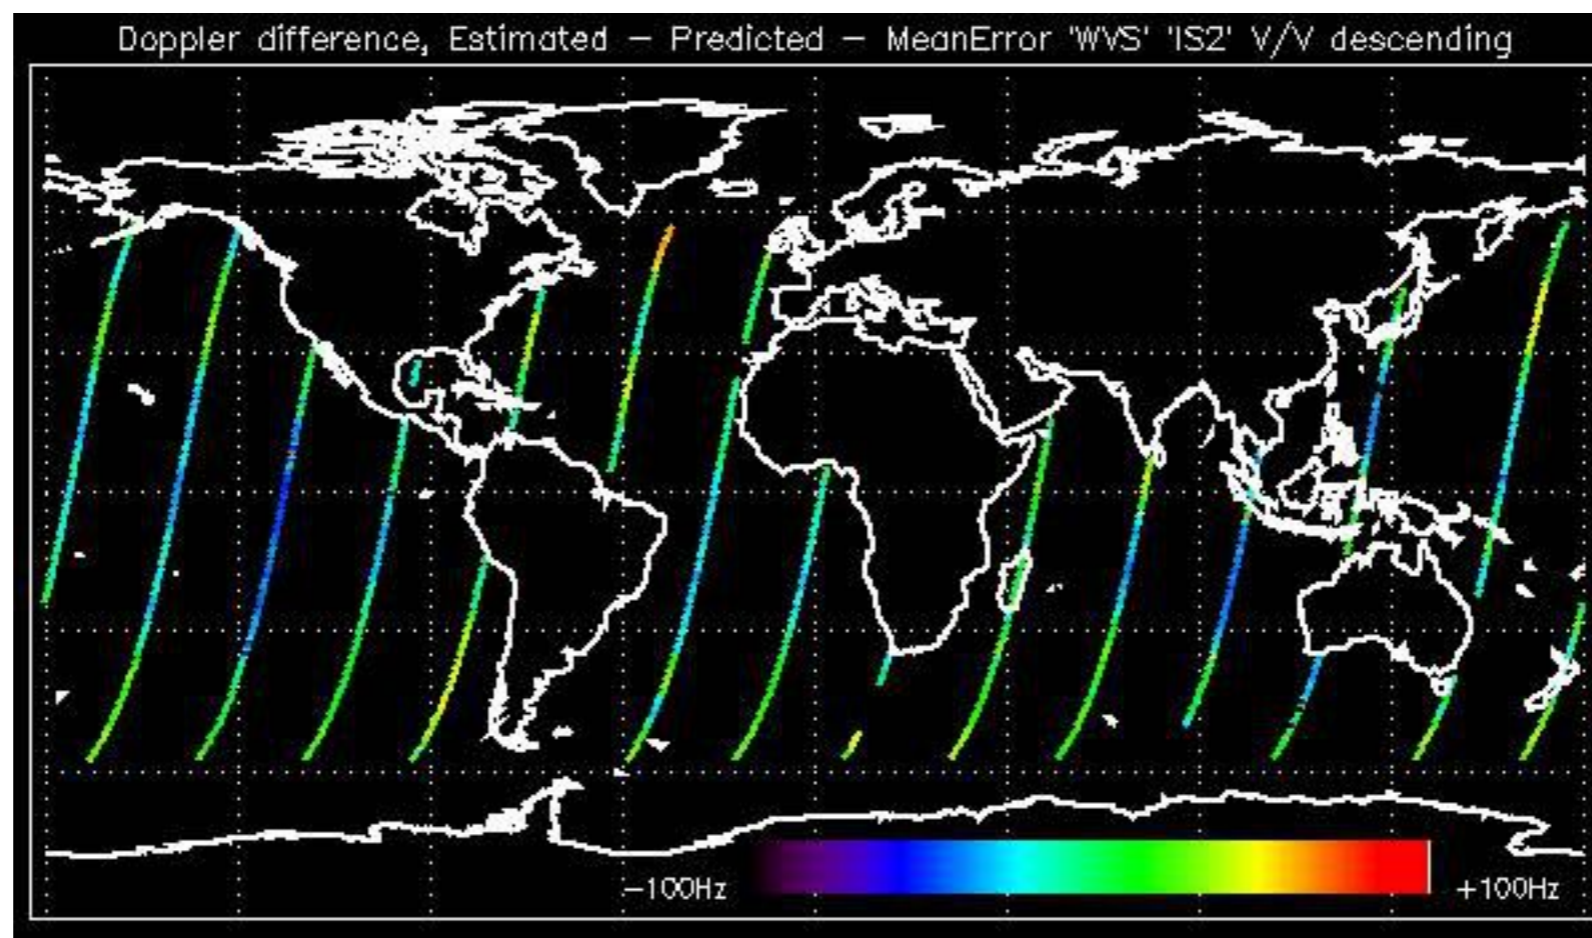 Doppler difference, Estimated – Predicted – MeanError 'WVS' 'IS2' V/V descending
–100Hz
+100Hz